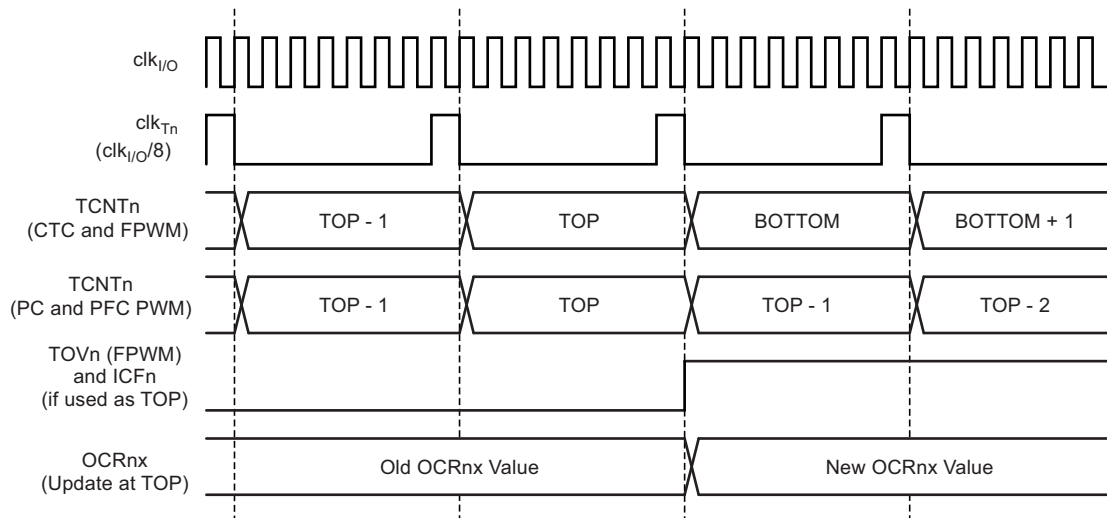 clkI/O
clkTn
(clkI/O/8)
TCNTn
(CTC and FPWM)
TOP - 1
TOP
BOTTOM
BOTTOM + 1
TCNTn
(PC and PFC PWM)
TOP - 1
TOP
TOP - 1
TOP - 2
TOVn (FPWM)
and ICFn
(if used as TOP)
OCRnx
(Update at TOP)
Old OCRnx Value
New OCRnx Value